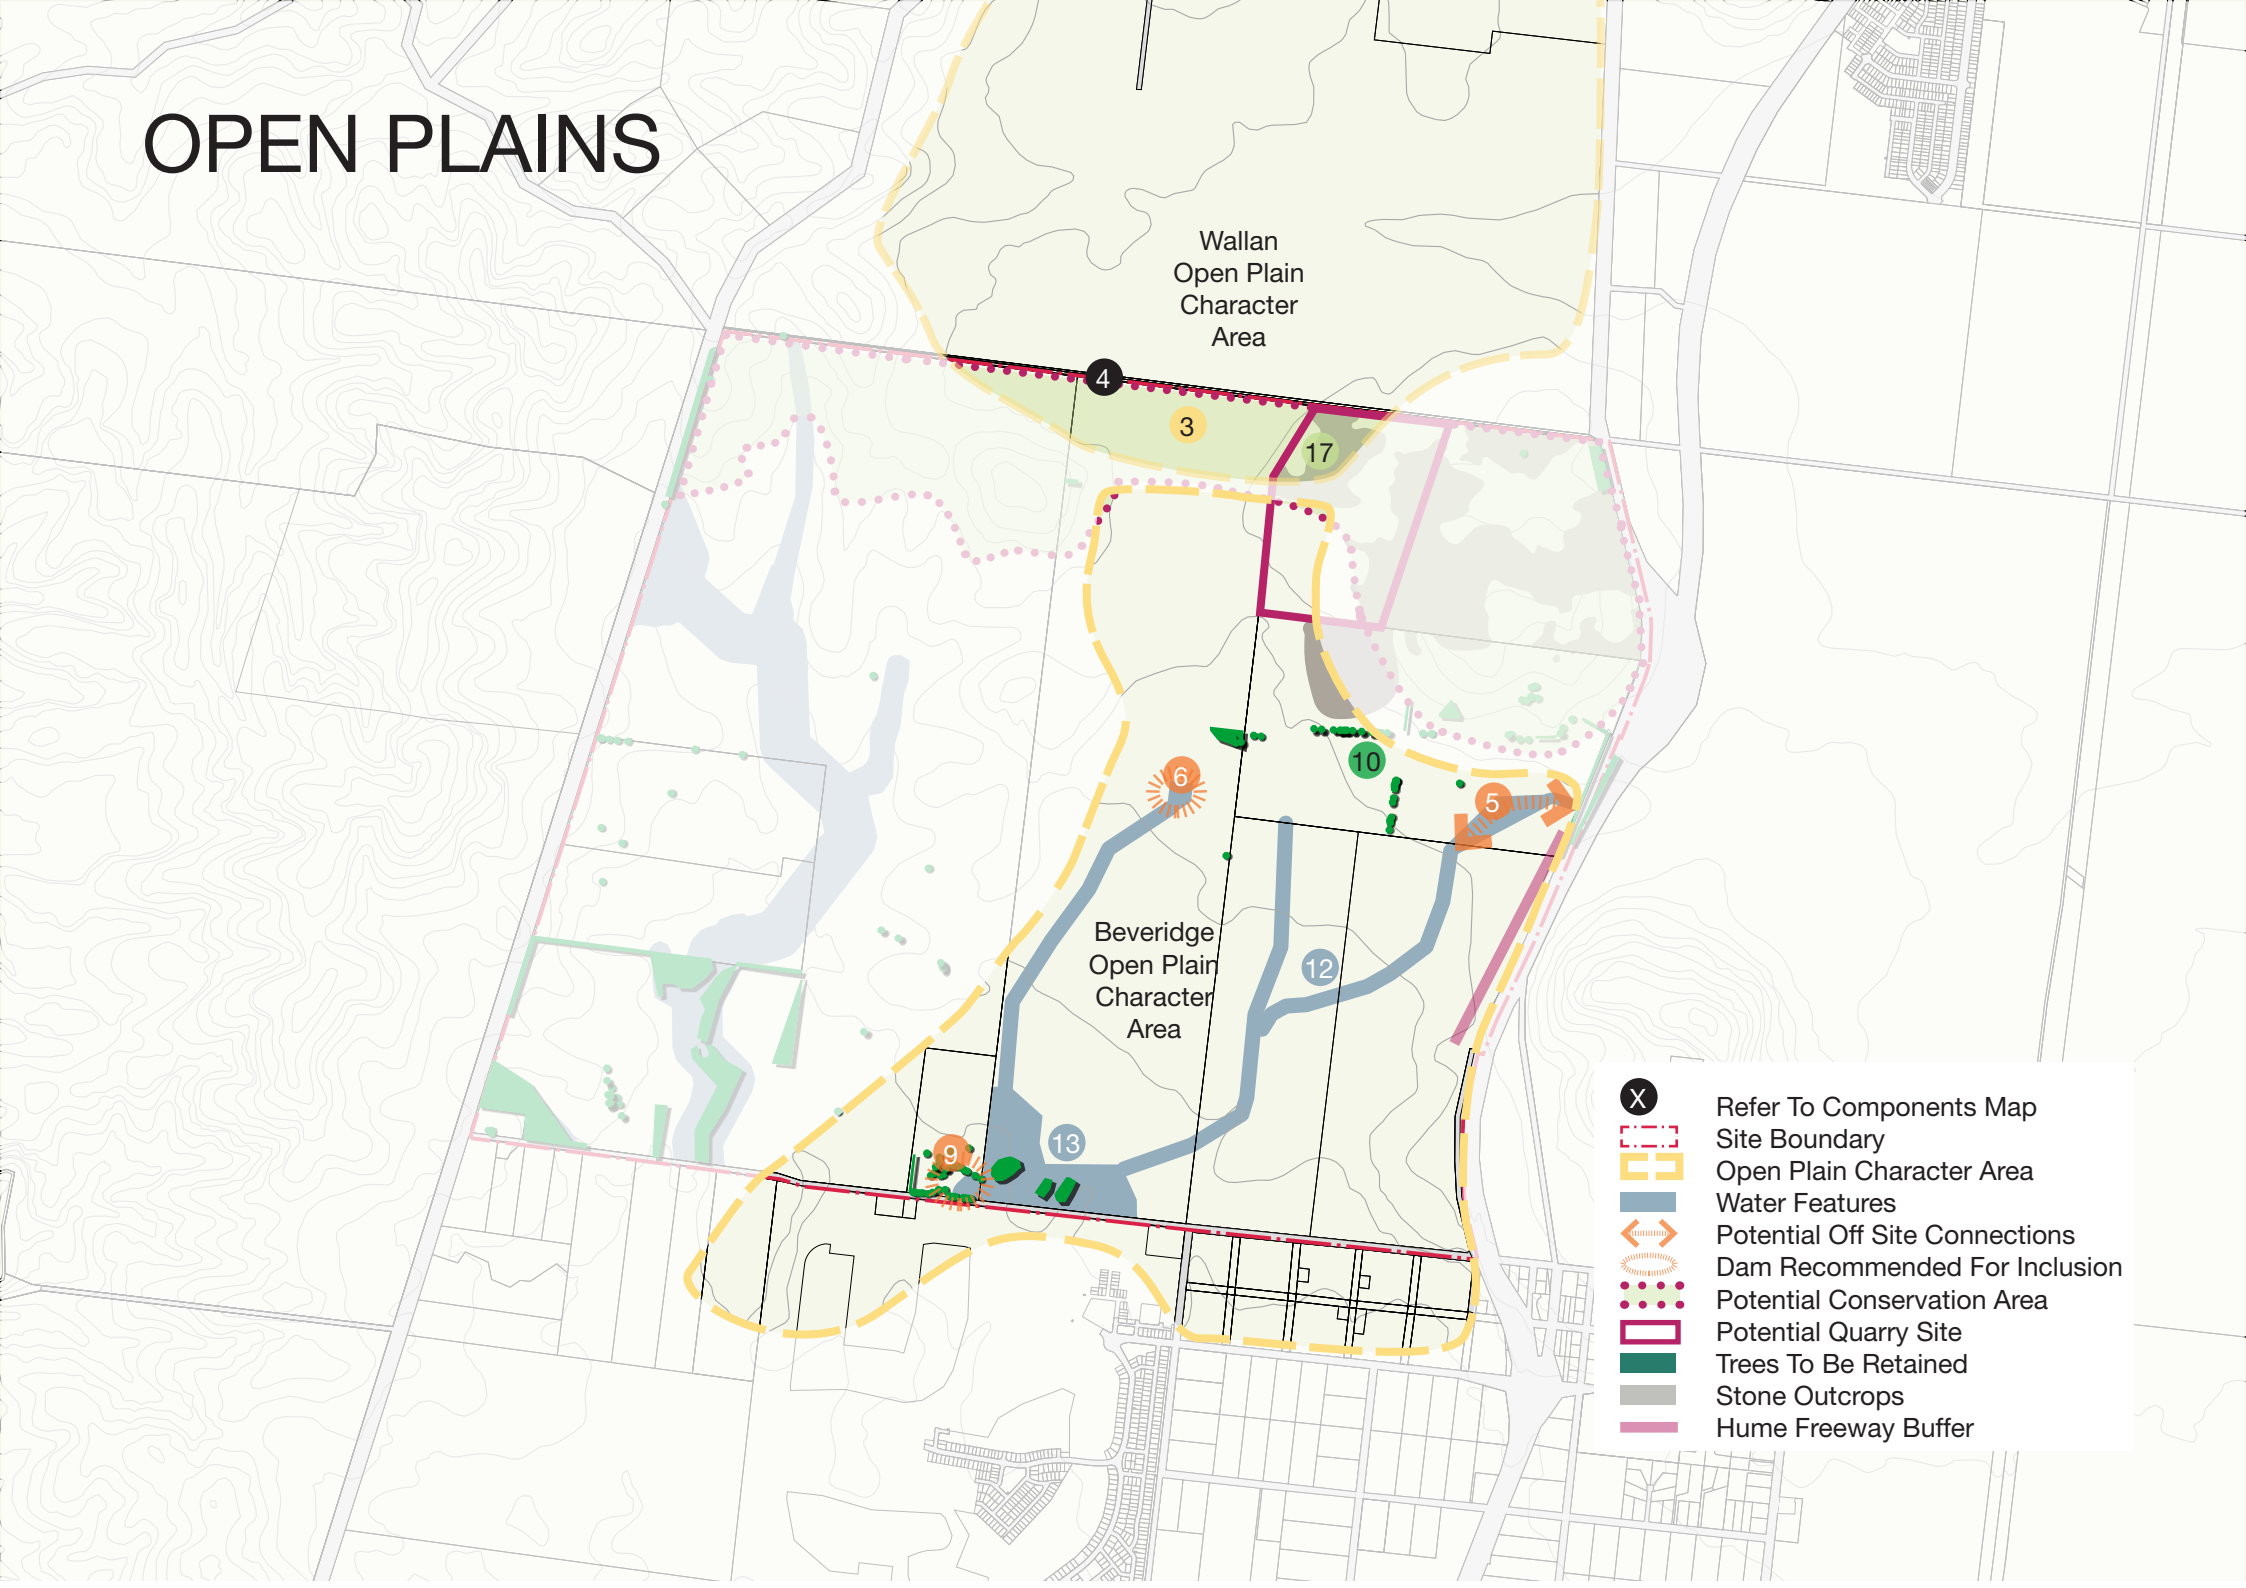 OPEN PLAINS
Wallan
Open Plain
Character
Area
4
3
17
10
6
5
Beveridge
Open Plain
Character
Area
12
13
9
X
Refer To Components Map
Site Boundary
Open Plain Character Area
Water Features
Potential Off Site Connections
Dam Recommended For Inclusion
Potential Conservation Area
Potential Quarry Site
Trees To Be Retained
Stone Outcrops
Hume Freeway Buffer